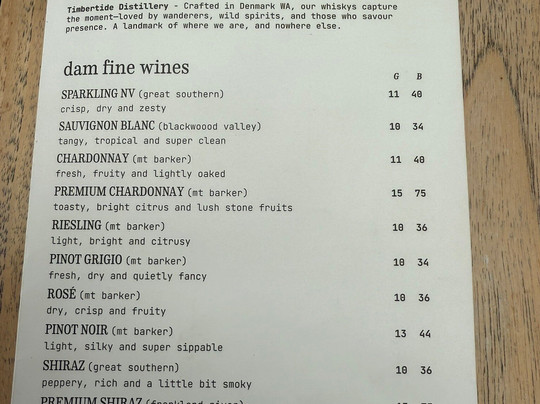 Timbertide Distillery - Crafted in Denmark WA, our whiskys capture
the moment—loved by wanderers, wild spirits, and those who savour
presence. A landmark of where we are, and nowhere else.
dam fine wines
G B
SPARKLING NV (great southern) 11 40
crisp, dry and zesty
SAUVIGNON BLANC (blackwoood valley) 10 34
tangy, tropical and super clean
CHARDONNAY (mt barker) 11 40
fresh, fruity and lightly oaked
PREMIUM CHARDONNAY (mt barker) 15 75
toasty, bright citrus and lush stone fruits
RIESLING (mt barker) 10 36
light, bright and citrusy
PINOT GRIGIO (mt barker) 10 34
fresh, dry and quietly fancy
ROSÉ (mt barker) 10 36
dry, crisp and fruity
PINOT NOIR (mt barker) 13 44
light, silky and super sippable
SHIRAZ (great southern) 10 36
peppery, rich and a little bit smoky
PREMIUM SHIRAZ (frankland river)